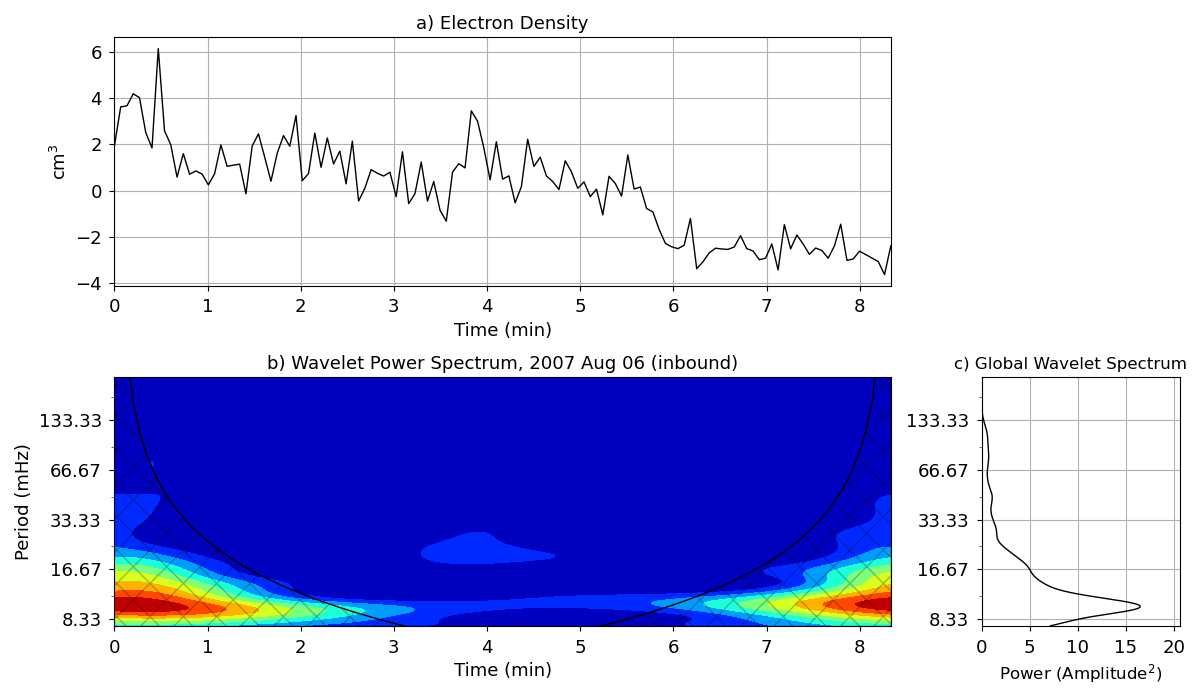 a) Electron Density
6
4
2
0
−2
−4
cm³
0 1 2 3 4 5 6 7 8
Time (min)
b) Wavelet Power Spectrum, 2007 Aug 06 (inbound)
133.33
66.67
33.33
16.67
8.33
Period (mHz)
0 1 2 3 4 5 6 7 8
Time (min)
c) Global Wavelet Spectrum
133.33
66.67
33.33
16.67
8.33
0 5 10 15 20
Power (Amplitude²)